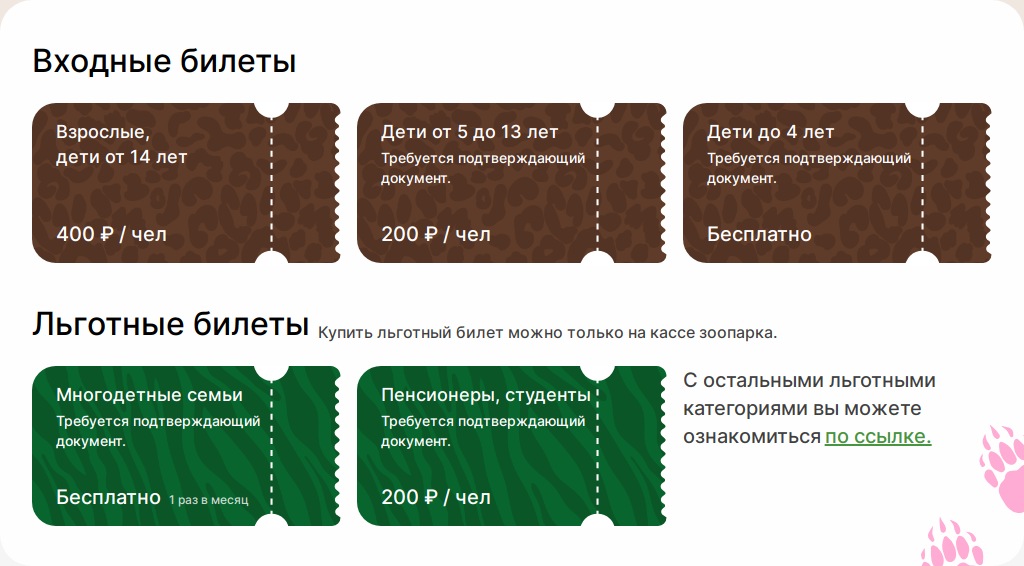 Входные билеты
Взрослые,
дети от 14 лет
400 ₽ / чел
Дети от 5 до 13 лет
Требуется подтверждающий
документ.
200 ₽ / чел
Дети до 4 лет
Требуется подтверждающий
документ.
Бесплатно
Льготные билеты Купить льготный билет можно только на кассе зоопарка.
Многодетные семьи
Требуется подтверждающий
документ.
Бесплатно 1 раз в месяц
Пенсионеры, студенты
Требуется подтверждающий
документ.
200 ₽ / чел
С остальными льготными
категориями вы можете
ознакомиться по ссылке.